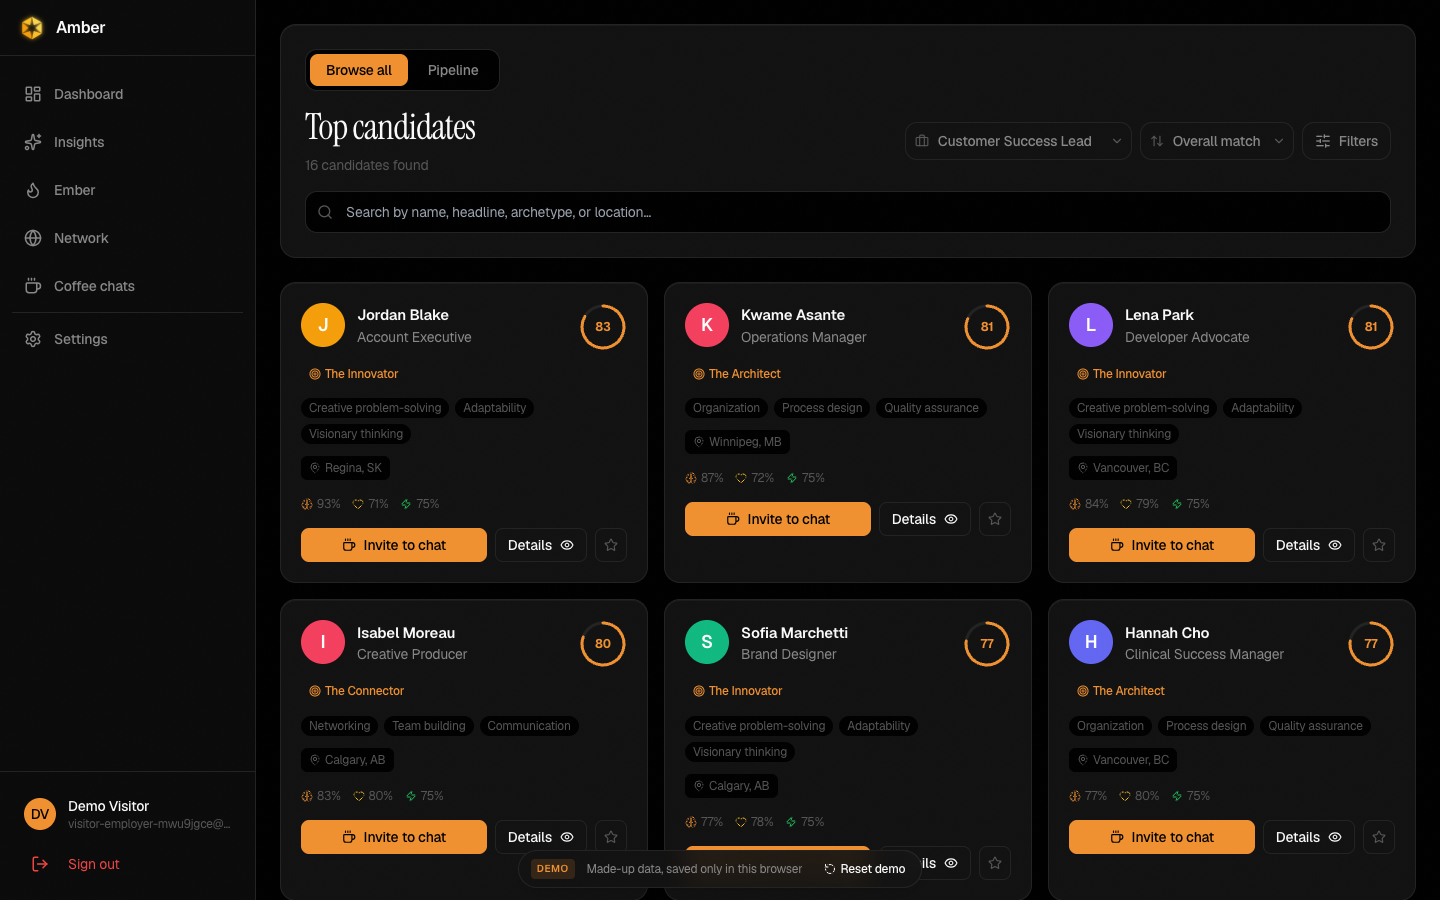 Amber
Dashboard
Insights
Ember
Network
Coffee chats
Settings
DV
Demo Visitor
visitor-employer-mwu9jgce@...
Sign out
Browse all
Pipeline
Top candidates
16 candidates found
Customer Success Lead
Overall match
Filters
Search by name, headline, archetype, or location...
J
Jordan Blake
Account Executive
83
The Innovator
Creative problem-solving
Adaptability
Visionary thinking
Regina, SK
93%
71%
75%
Invite to chat
Details
K
Kwame Asante
Operations Manager
81
The Architect
Organization
Process design
Quality assurance
Winnipeg, MB
87%
72%
75%
Invite to chat
Details
L
Lena Park
Developer Advocate
81
The Innovator
Creative problem-solving
Adaptability
Visionary thinking
Vancouver, BC
84%
79%
75%
Invite to chat
Details
I
Isabel Moreau
Creative Producer
80
The Connector
Networking
Team building
Communication
Calgary, AB
83%
80%
75%
Invite to chat
Details
S
Sofia Marchetti
Brand Designer
77
The Innovator
Creative problem-solving
Adaptability
Visionary thinking
Calgary, AB
77%
78%
75%
ils
H
Hannah Cho
Clinical Success Manager
77
The Architect
Organization
Process design
Quality assurance
Vancouver, BC
77%
80%
75%
Invite to chat
Details
DEMO
Made-up data, saved only in this browser
Reset demo